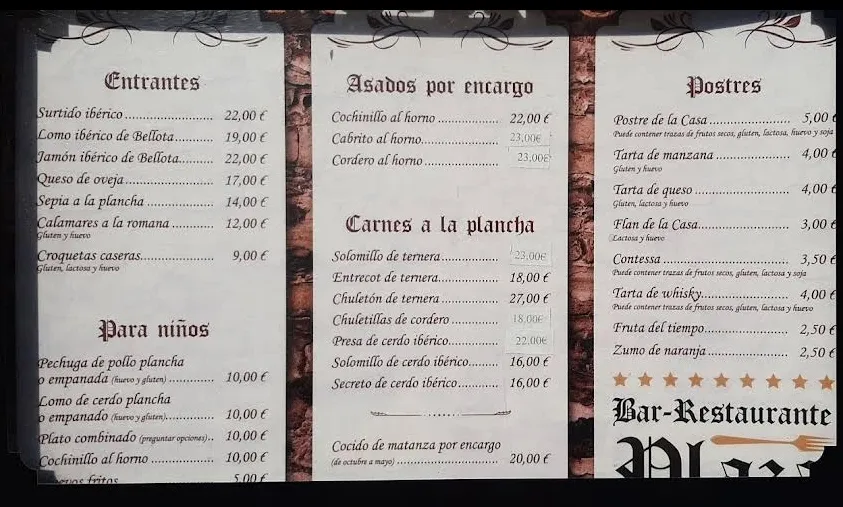 Entrantes
Surtido ibérico 22,00 €
Lomo ibérico de Bellota 19,00 €
Jamón ibérico de Bellota 22,00 €
Queso de oveja 17,00 €
Sepia a la plancha 14,00 €
Calamares a la romana 12,00 €
Gluten y huevo
Croquetas caseras 9,00 €
Gluten, lactosa y huevo
Para niños
Pechuga de pollo plancha
o empanada (huevo y gluten) 10,00 €
Lomo de cerdo plancha
o empanado (huevo y gluten) 10,00 €
Plato combinado (preguntar opciones) 10,00 €
Cochinillo al horno 10,00 €
fritos 5,00 €
Asados por encargo
Cochinillo al horno 22,00 €
Cabrito al horno 23,00€
Cordero al horno 23,00€
Carnes a la plancha
Solomillo de ternera 23,00€
Entrecot de ternera 18,00 €
Chuletón de ternera 27,00 €
Chuletillas de cordero 18,00€
Presa de cerdo ibérico 22,00€
Solomillo de cerdo ibérico 16,00 €
Secreto de cerdo ibérico 16,00 €
Cocido de matanza por encargo
(de octubre a mayo) 20,00 €
Postres
Postre de la Casa 5,00 €
Puede contener trazas de frutos secos, gluten, lactosa, huevo y soja
Tarta de manzana 4,00 €
Gluten y huevo
Tarta de queso 4,00 €
Gluten, lactosa y huevo
Flan de la Casa 3,00 €
Lactosa y huevo
Contessa 3,50 €
Puede contener trazas de frutos secos, gluten, lactosa y soja
Tarta de whisky 4,00 €
Puede contener trazas de frutos secos, gluten, lactosa y huevo
Fruta del tiempo 2,50 €
Zumo de naranja 2,50 €
Bar-Restaurante